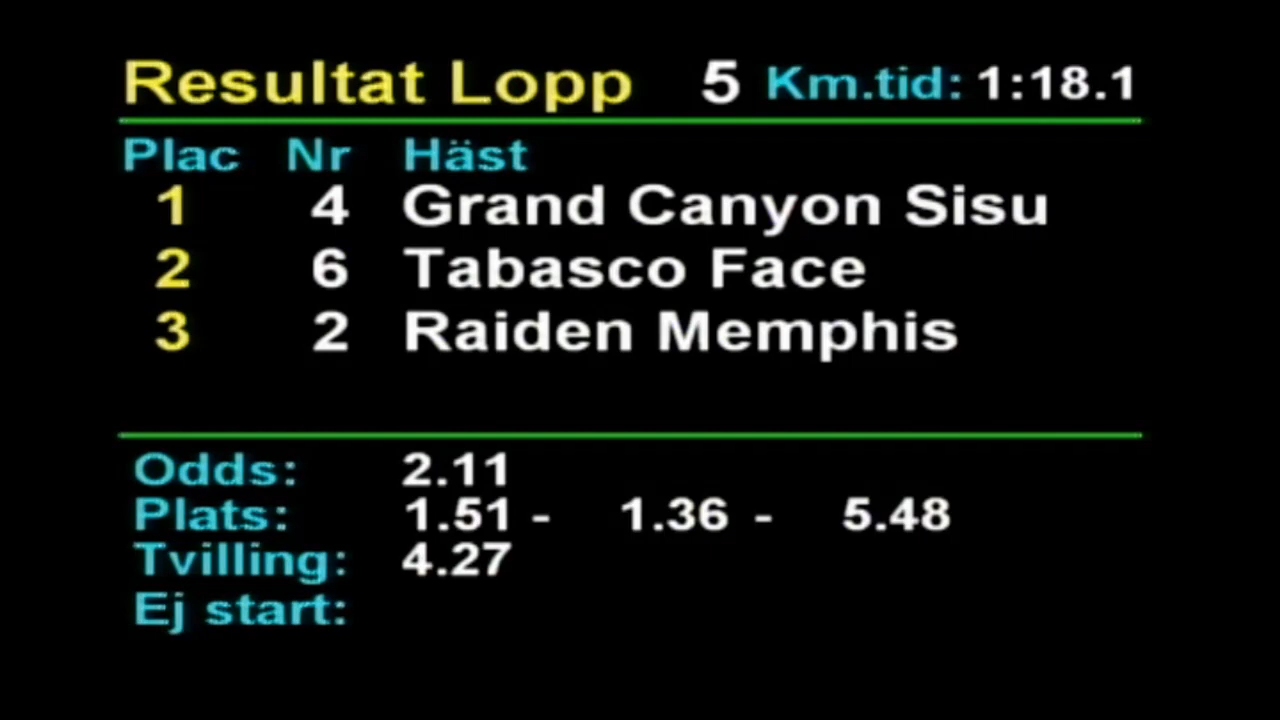 Resultat Lopp 5 Km.tid: 1:18.1
Plac Nr Häst
1 4 Grand Canyon Sisu
2 6 Tabasco Face
3 2 Raiden Memphis
Odds: 2.11
Plats: 1.51 - 1.36 - 5.48
Tvilling: 4.27
Ej start: